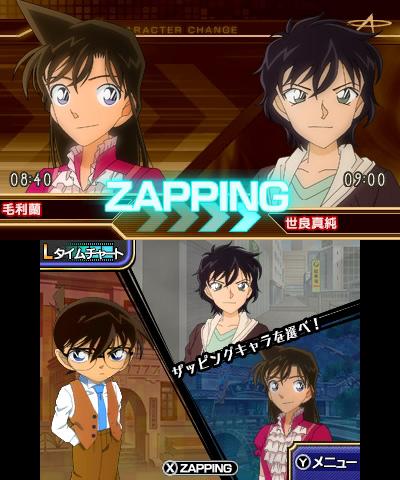 CHARACTER CHANGE
08:40
09:00
ZAPPING
毛利蘭
世良真純
Lタイムチャート
ザッピングキャラを選べ!
Yメニュー
X ZAPPING